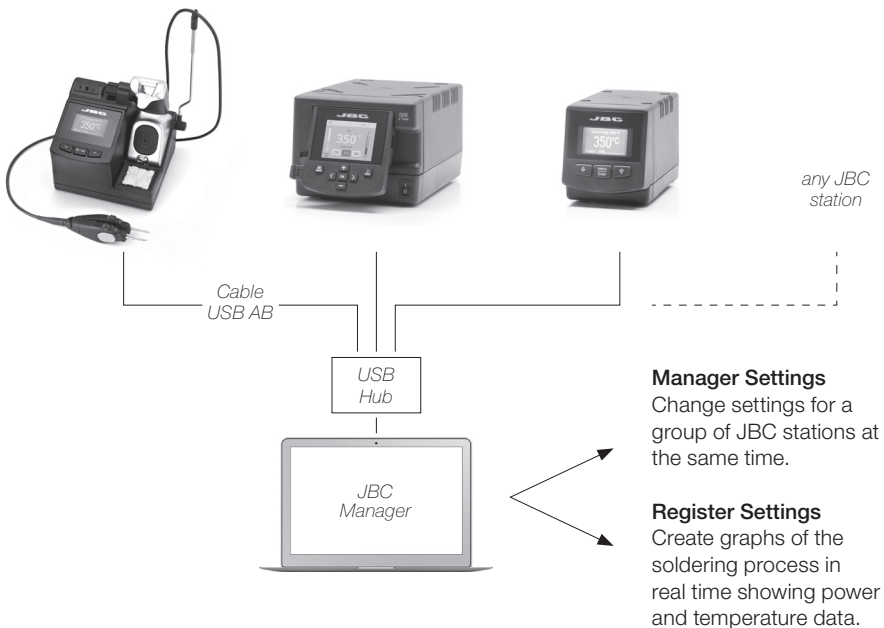 JBC
350°C
JBC
350
JBC
350°C
any JBC
station
Cable
USB AB
USB
Hub
JBC
Manager
Manager Settings
Change settings for a
group of JBC stations at
the same time.
Register Settings
Create graphs of the
soldering process in
real time showing power
and temperature data.